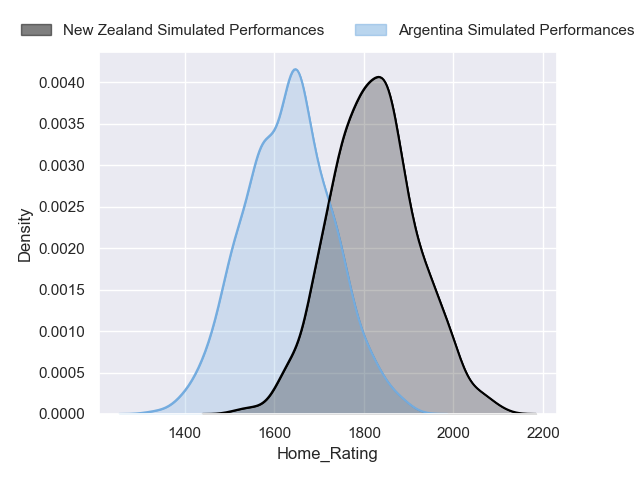 New Zealand Simulated Performances Argentina Simulated Performances
0.0040
0.0035
0.0030
0.0025
0.0020
0.0015
0.0010
0.0005
0.0000
Density
1400 1600 1800 2000 2200
Home_Rating